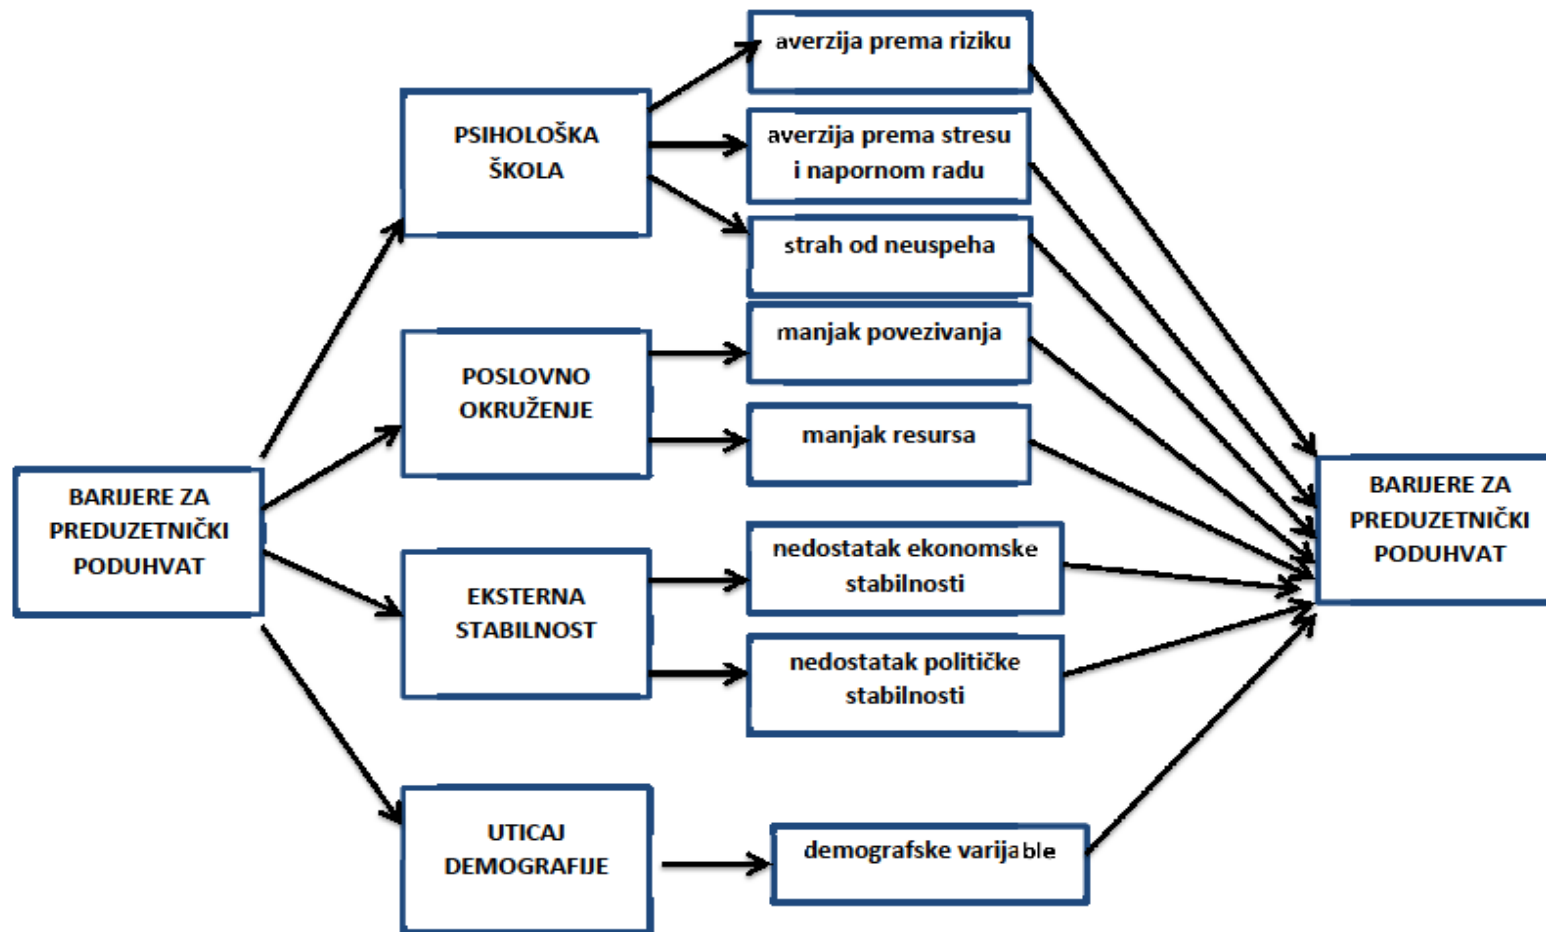 BARIJERE ZA
PREDUZETNIČKI
PODUHVAT
PSIHOLOŠKA
ŠKOLA
POSLOVNO
OKRUŽENJE
EKSTERNA
STABILNOST
UTICAJ
DEMOGRAFIJE
averzija prema riziku
averzija prema stresu
i napornom radu
strah od neuspeha
manjak povezivanja
manjak resursa
nedostatak ekonomske
stabilnosti
nedostatak političke
stabilnosti
demografske varijable
BARIJERE ZA
PREDUZETNIČKI
PODUHVAT